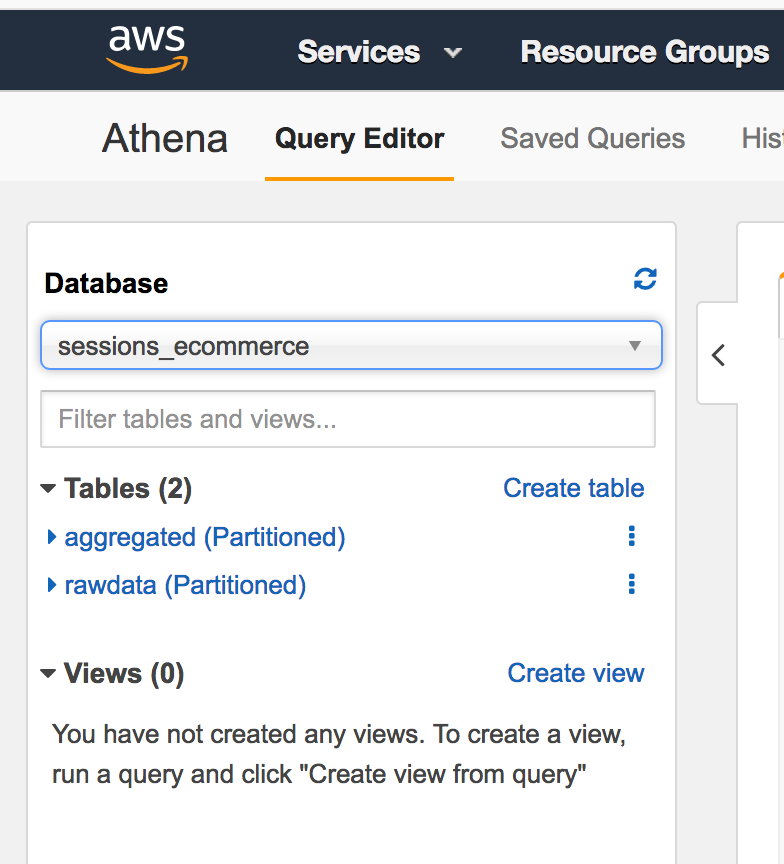 aws Services Resource Groups
Athena Query Editor Saved Queries
Database
sessions_ecommerce
Filter tables and views...
Tables (2) Create table
aggregated (Partitioned)
rawdata (Partitioned)
Views (0) Create view
You have not created any views. To create a view,
run a query and click "Create view from query"